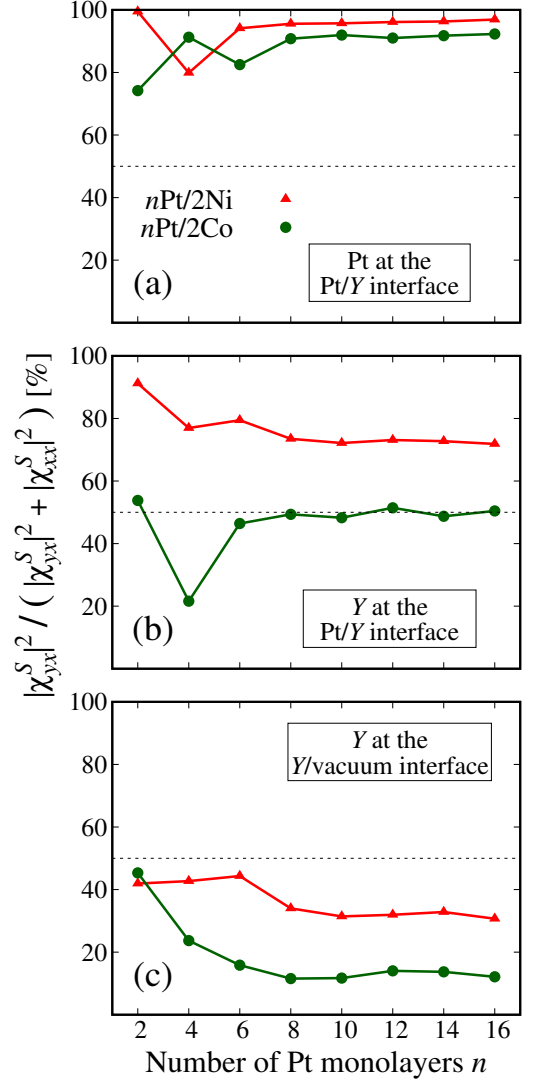 |χ^S_yx|² / ( |χ^S_yx|² + |χ^S_xx|² ) [%]
100
80
60
40
20
nPt/2Ni
nPt/2Co
(a)
Pt at the
Pt/Y interface
100
80
60
40
20
(b)
Y at the
Pt/Y interface
100
80
60
40
20
Y at the
Y/vacuum interface
(c)
2 4 6 8 10 12 14 16
Number of Pt monolayers n